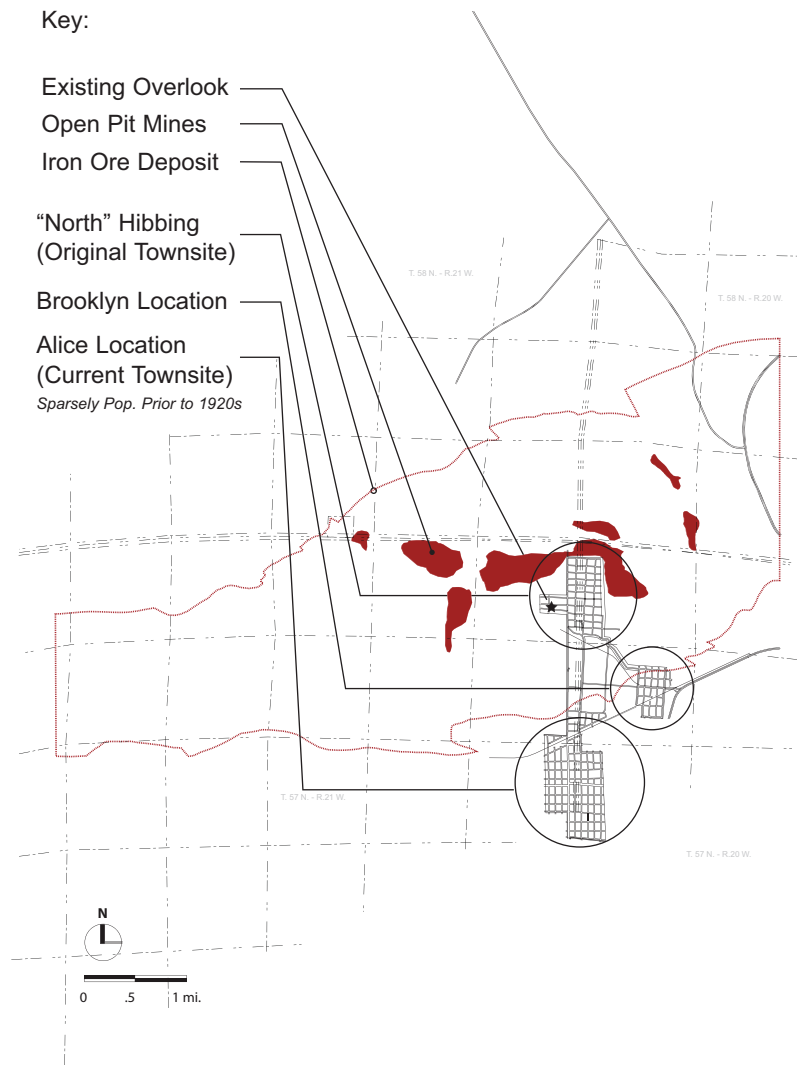 Key:
Existing Overlook
Open Pit Mines
Iron Ore Deposit
“North” Hibbing
(Original Townsite)
Brooklyn Location
Alice Location
(Current Townsite)
Sparsely Pop. Prior to 1920s
T. 58 N. - R.21 W.
T. 58 N. - R.20 W.
T. 57 N. - R.21 W.
T. 57 N. - R.20 W.
N
0 .5 1 mi.